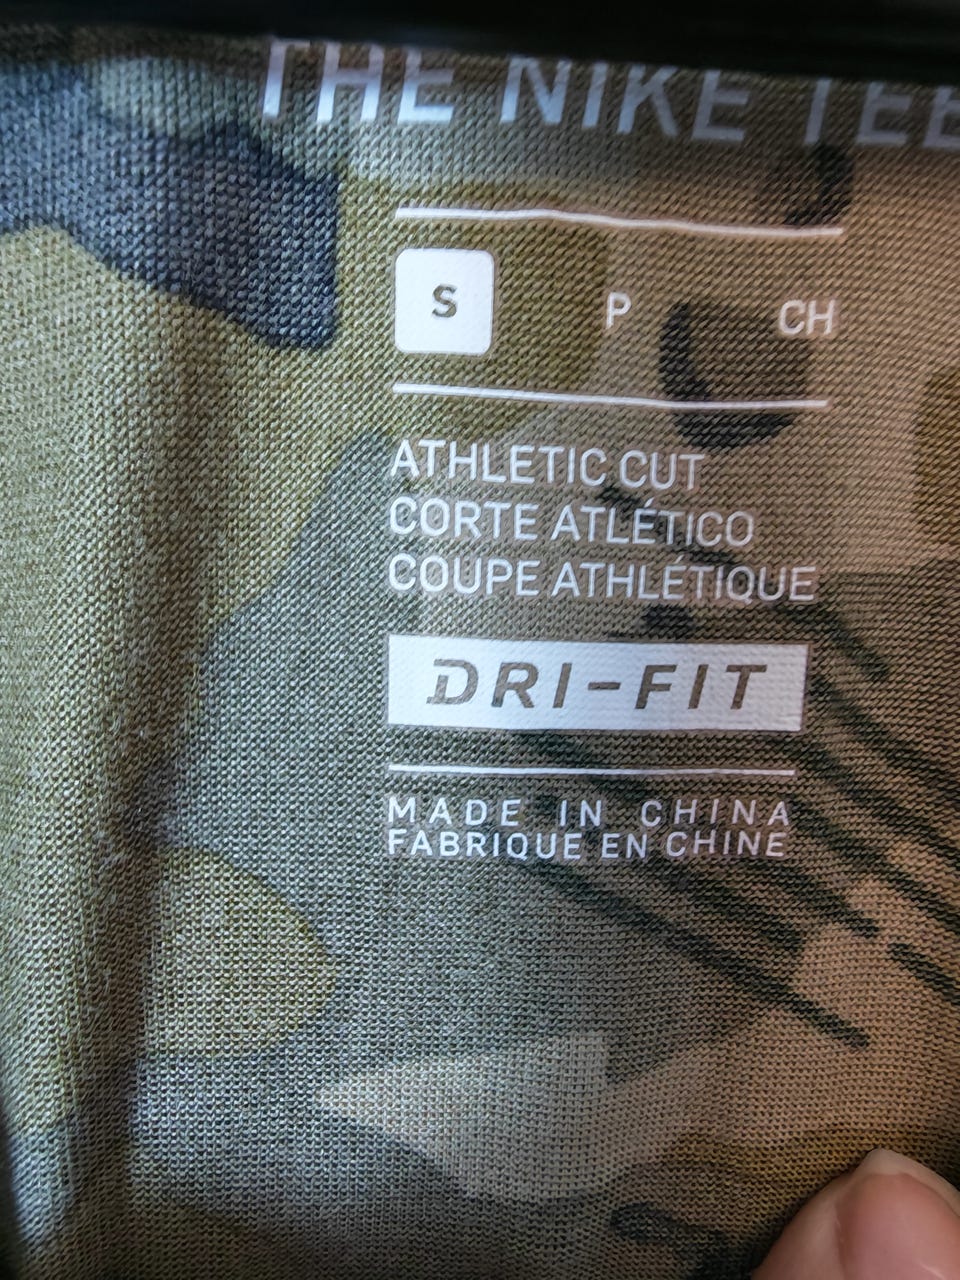 THE NIKE TEE
S P CH
ATHLETIC CUT
CORTE ATLÉTICO
COUPE ATHLÉTIQUE
DRI-FIT
MADE IN CHINA
FABRIQUE EN CHINE